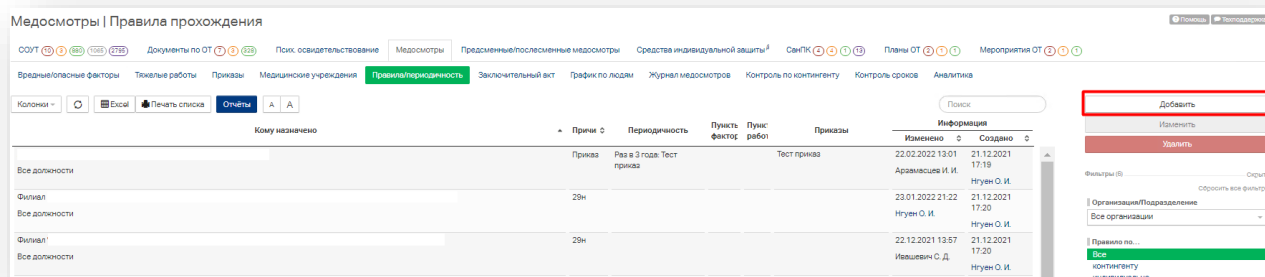 Медосмотры | Правила прохождения
Помощь Техподдержка
СОУТ 10 3 880 1085 2795 Документы по ОТ 7 3 328 Псих. освидетельствование Медосмотры Предсменные/послесменные медосмотры Средства индивидуальной защиты СанПК 4 4 1 13 Планы ОТ 2 1 1 Мероприятия ОТ 2 1 1
Вредные/опасные факторы Тяжелые работы Приказы Медицинские учреждения Правила/периодичность Заключительный акт График по людям Журнал медосмотров Контроль по контингенту Контроль сроков Аналитика
Колонки Excel Печать списка Отчёты A A Поиск
Добавить
Изменить
Удалить
Кому назначено Причи Периодичность Пункть фактор Пункт работ Приказы Информация
Изменено Создано
Приказ Раз в 3 года: Тест приказ Тест приказ 22.02.2022 13:01 21.12.2021 17:19
Все должности Арзамасцев И. И. Нгуен О. И.
Филиал 29н 23.01.2022 21:22 21.12.2021 17:20
Все должности Нгуен О. И. Нгуен О. И.
Филиал 29н 22.12.2021 13:57 21.12.2021 17:20
Все должности Ивашевич С. Д. Нгуен О. И.
Фильтры (6) Скрыт
Сбросить все фильтр
Организация/Подразделение
Все организации
Правило по...
Все
контингенту